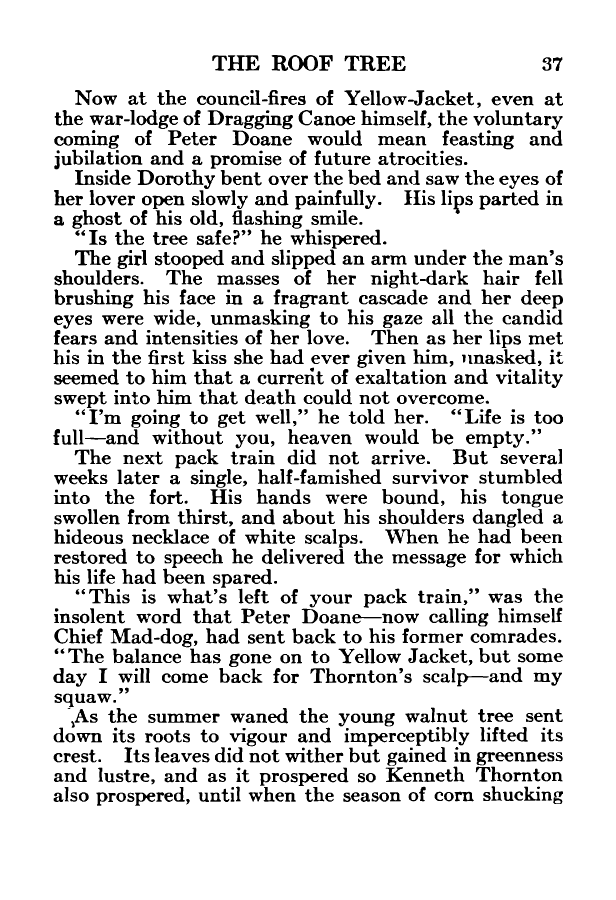 THE ROOF TREE 37
Now at the council-fires of Yellow-Jacket, even at
the war-lodge of Dragging Canoe himself, the voluntary
coming of Peter Doane would mean feasting and
jubilation and a promise of future atrocities.
Inside Dorothy bent over the bed and saw the eyes of
her lover open slowly and painfully. His lips parted in
a ghost of his old, flashing smile.
"Is the tree safe?" he whispered.
The girl stooped and slipped an arm under the man's
shoulders. The masses of her night-dark hair fell
brushing his face in a fragrant cascade and her deep
eyes were wide, unmasking to his gaze all the candid
fears and intensities of her love. Then as her lips met
his in the first kiss she had ever given him, unasked, it
seemed to him that a current of exaltation and vitality
swept into him that death could not overcome.
"I'm going to get well," he told her. "Life is too
full—and without you, heaven would be empty."
The next pack train did not arrive. But several
weeks later a single, half-famished survivor stumbled
into the fort. His hands were bound, his tongue
swollen from thirst, and about his shoulders dangled a
hideous necklace of white scalps. When he had been
restored to speech he delivered the message for which
his life had been spared.
"This is what's left of your pack train," was the
insolent word that Peter Doane—now calling himself
Chief Mad-dog, had sent back to his former comrades.
"The balance has gone on to Yellow Jacket, but some
day I will come back for Thornton's scalp—and my
squaw."
As the summer waned the young walnut tree sent
down its roots to vigour and imperceptibly lifted its
crest. Its leaves did not wither but gained in greenness
and lustre, and as it prospered so Kenneth Thornton
also prospered, until when the season of corn shucking